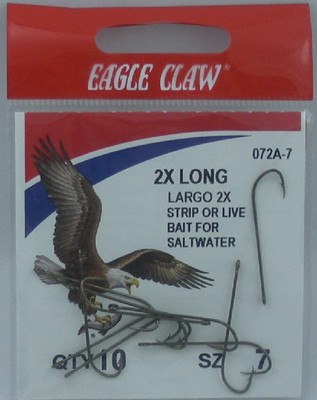 EAGLE CLAW®
072A-7
2X LONG
LARGO 2X
STRIP OR LIVE
BAIT FOR
SALTWATER
QTY 10 SZ 7